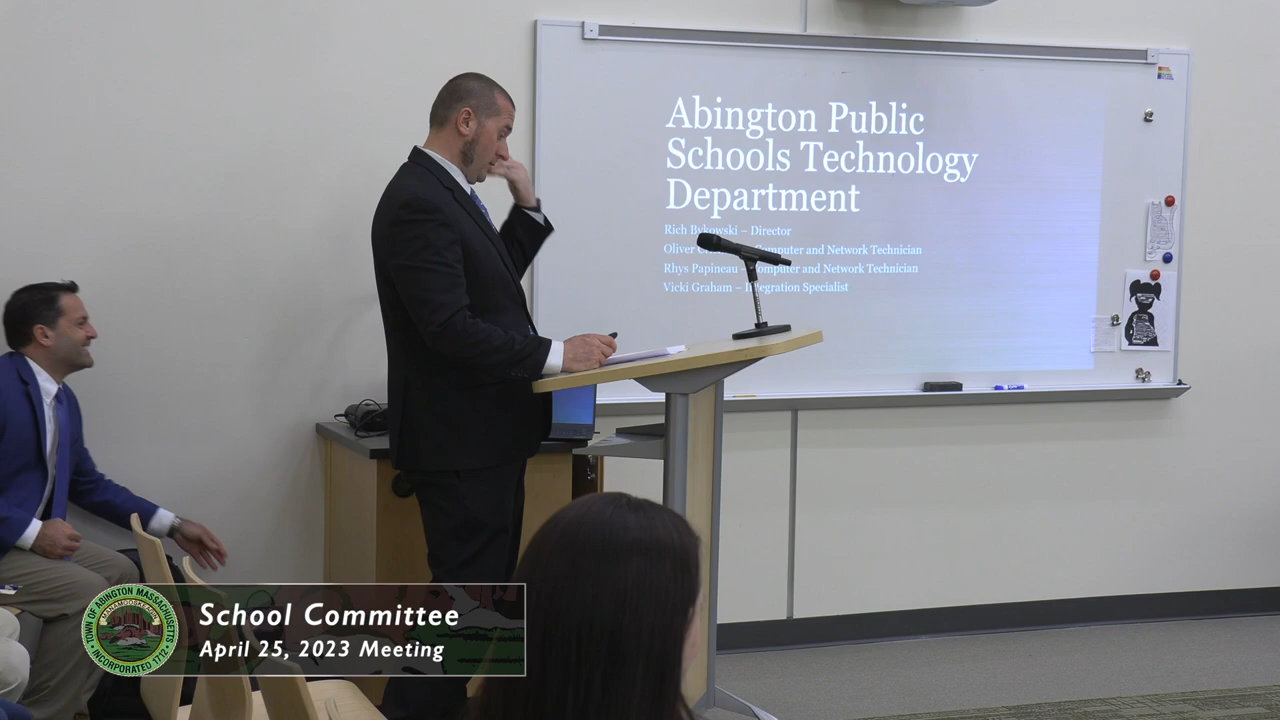 Abington Public
Schools Technology
Department
Rich Bykowski – Director
Oliver Computer and Network Technician
Rhys Papineau – Computer and Network Technician
Vicki Graham – Integration Specialist
TOWN OF ABINGTON MASSACHUSETTS
MANAMOOSKEAGIN
INCORPORATED 1712
School Committee
April 25, 2023 Meeting